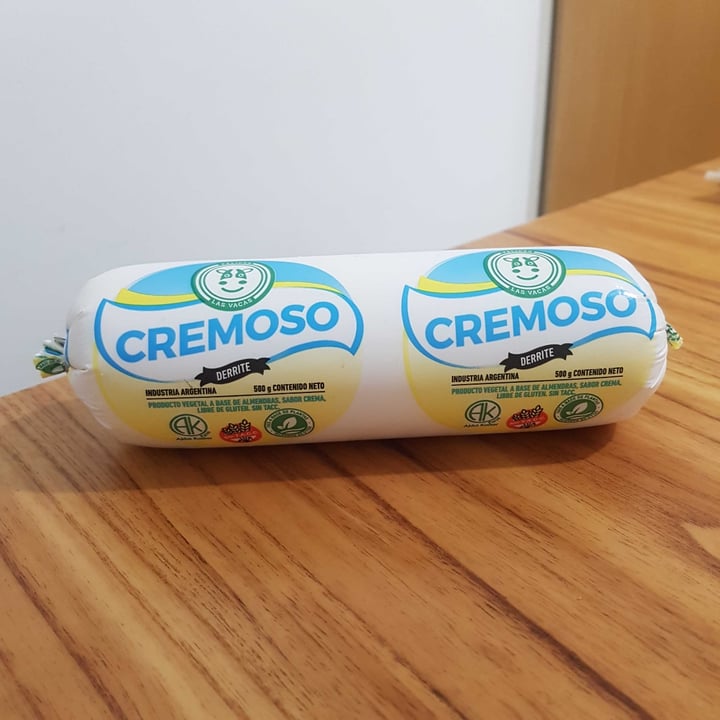 LAS VACAS
CREMOSO
DERRITE
INDUSTRIA ARGENTINA 500 g CONTENIDO NETO
PRODUCTO VEGETAL A BASE DE ALMENDRAS, SABOR CREMA,
LIBRE DE GLUTEN. SIN TACC.
AK
LAS VACAS
CREMOSO
DERRITE
INDUSTRIA ARGENTINA 500 g CONTENIDO NETO
PRODUCTO VEGETAL A BASE DE ALMENDRAS, SABOR CREMA,
LIBRE DE GLUTEN. SIN TACC.
AK